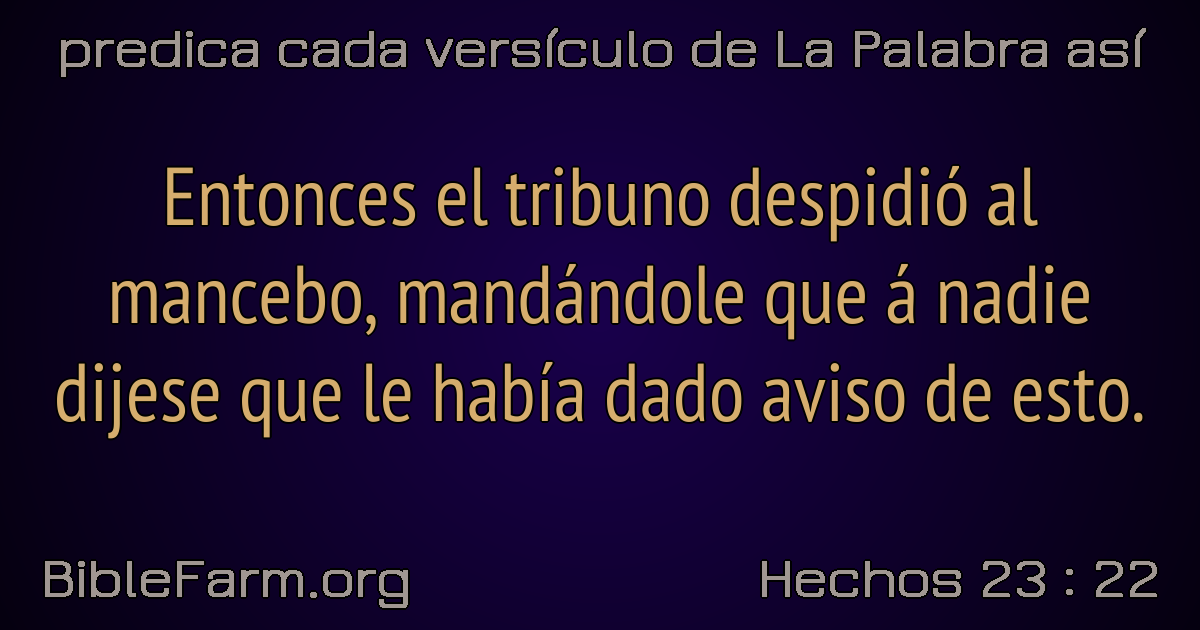 predica cada versículo de La Palabra así
Entonces el tribuno despidió al
mancebo, mandándole que á nadie
dijese que le había dado aviso de esto.
BibleFarm.org
Hechos 23 : 22